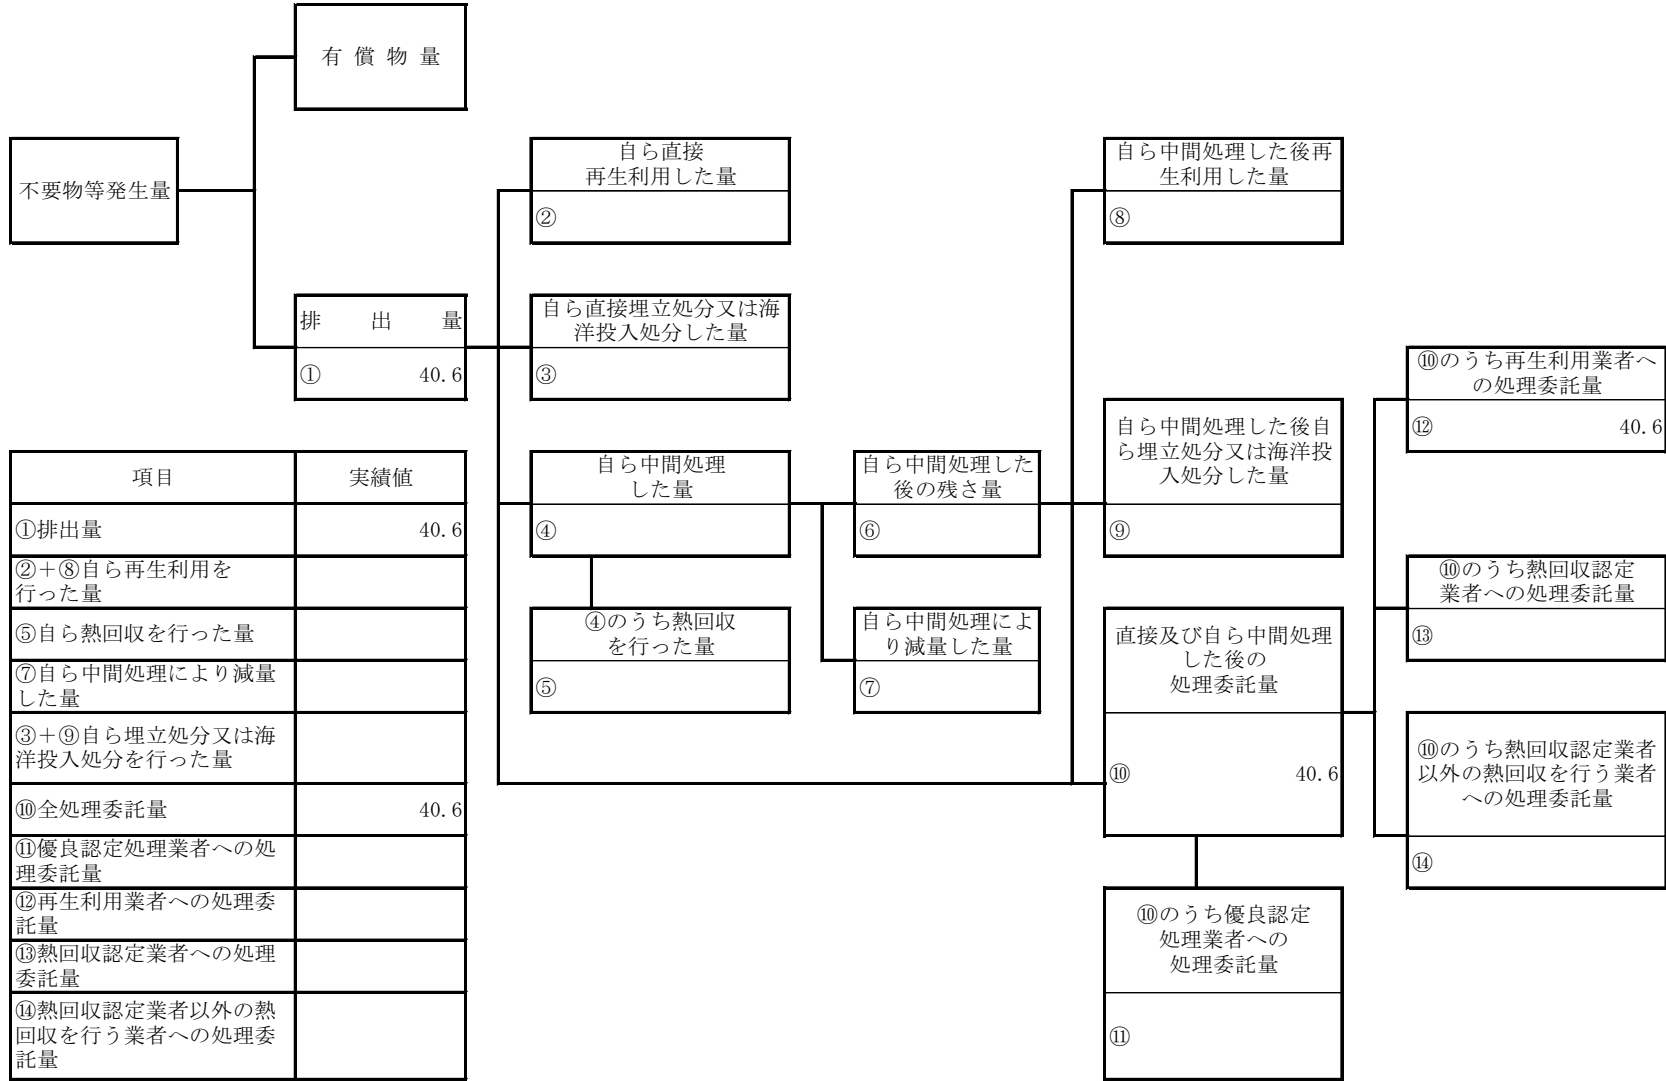 有償物量
不要物等発生量
排出量
① 40.6
自ら直接
再生利用した量
②
自ら直接埋立処分又は海
洋投入処分した量
③
自ら中間処理
した量
④
④のうち熱回収
を行った量
⑤
自ら中間処理した
後の残さ量
⑥
自ら中間処理によ
り減量した量
⑦
自ら中間処理した後再
生利用した量
⑧
自ら中間処理した後自
ら埋立処分又は海洋投
入処分した量
⑨
直接及び自ら中間処理
した後の
処理委託量
⑩ 40.6
⑩のうち優良認定
処理業者への
処理委託量
⑪
⑩のうち再生利用業者へ
の処理委託量
⑫ 40.6
⑩のうち熱回収認定
業者への処理委託量
⑬
⑩のうち熱回収認定業者
以外の熱回収を行う業者
への処理委託量
⑭
項目 実績値
①排出量 40.6
②+⑧自ら再生利用を
行った量
⑤自ら熱回収を行った量
⑦自ら中間処理により減量
した量
③+⑨自ら埋立処分又は海
洋投入処分を行った量
⑩全処理委託量 40.6
⑪優良認定処理業者への処
理委託量
⑫再生利用業者への処理委
託量
⑬熱回収認定業者への処理
委託量
⑭熱回収認定業者以外の熱
回収を行う業者への処理委
託量